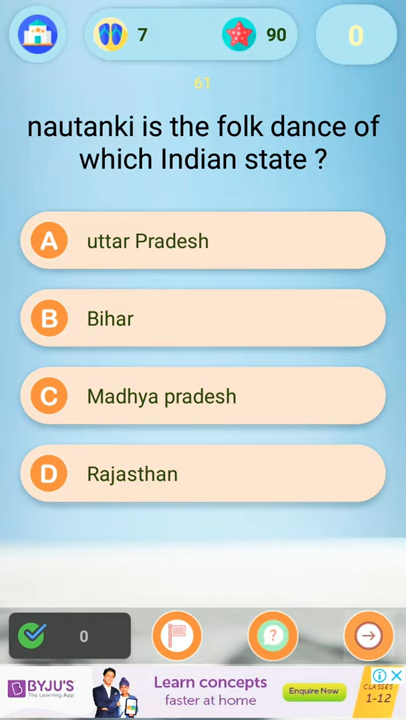 7
90
0
61
nautanki is the folk dance of
which Indian state ?
A uttar Pradesh
B Bihar
C Madhya pradesh
D Rajasthan
0
?
BYJU'S
The Learning App
Learn concepts
faster at home
Enquire Now
CLASSES
1-12